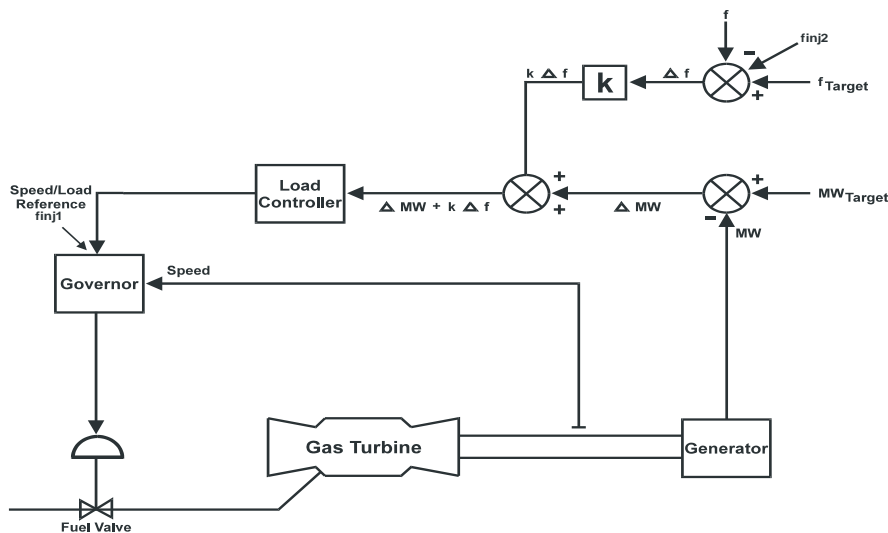 f
finj2
k Δ f
k
Δ f
−
f Target
+
Speed/Load
Reference
finj1
Load
Controller
Δ MW + k Δ f
+
+
Δ MW
+
MW Target
−
MW
Governor
Speed
Gas Turbine
Generator
Fuel Valve